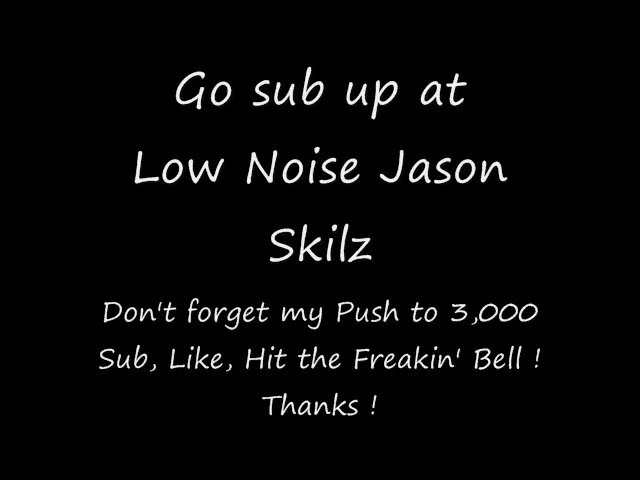 Go sub up at
Low Noise Jason
Skilz
Don't forget my Push to 3,000
Sub, Like, Hit the Freakin' Bell !
Thanks !